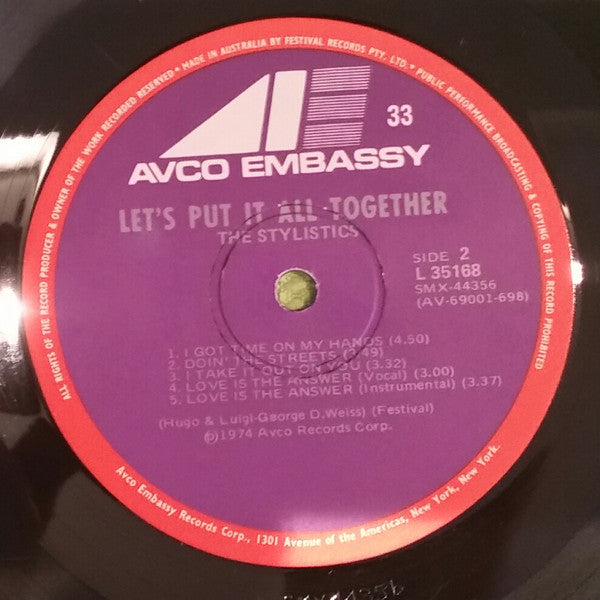 ALL RIGHTS OF THE RECORD PRODUCER & OWNER OF THE WORK RECORDED RESERVED • MADE IN AUSTRALIA BY FESTIVAL RECORDS PTY. LTD. • PUBLIC PERFORMANCE BROADCASTING & COPYING OF THIS RECORD PROHIBITED
33
AVCO EMBASSY
LET'S PUT IT ALL TOGETHER
THE STYLISTICS
SIDE 2
L 35168
SMX-44356
(AV-69001-698)
1. I GOT TIME ON MY HANDS (4.50)
2. DOIN' THE STREETS (3.49)
3. I TAKE IT OUT ON YOU (3.32)
4. LOVE IS THE ANSWER (Vocal) (3.00)
5. LOVE IS THE ANSWER (Instrumental) (3.37)
(Hugo & Luigi-George D.Weiss) (Festival)
Ⓟ1974 Avco Records Corp.
Avco Embassy Records Corp., 1301 Avenue of the Americas, New York, New York.